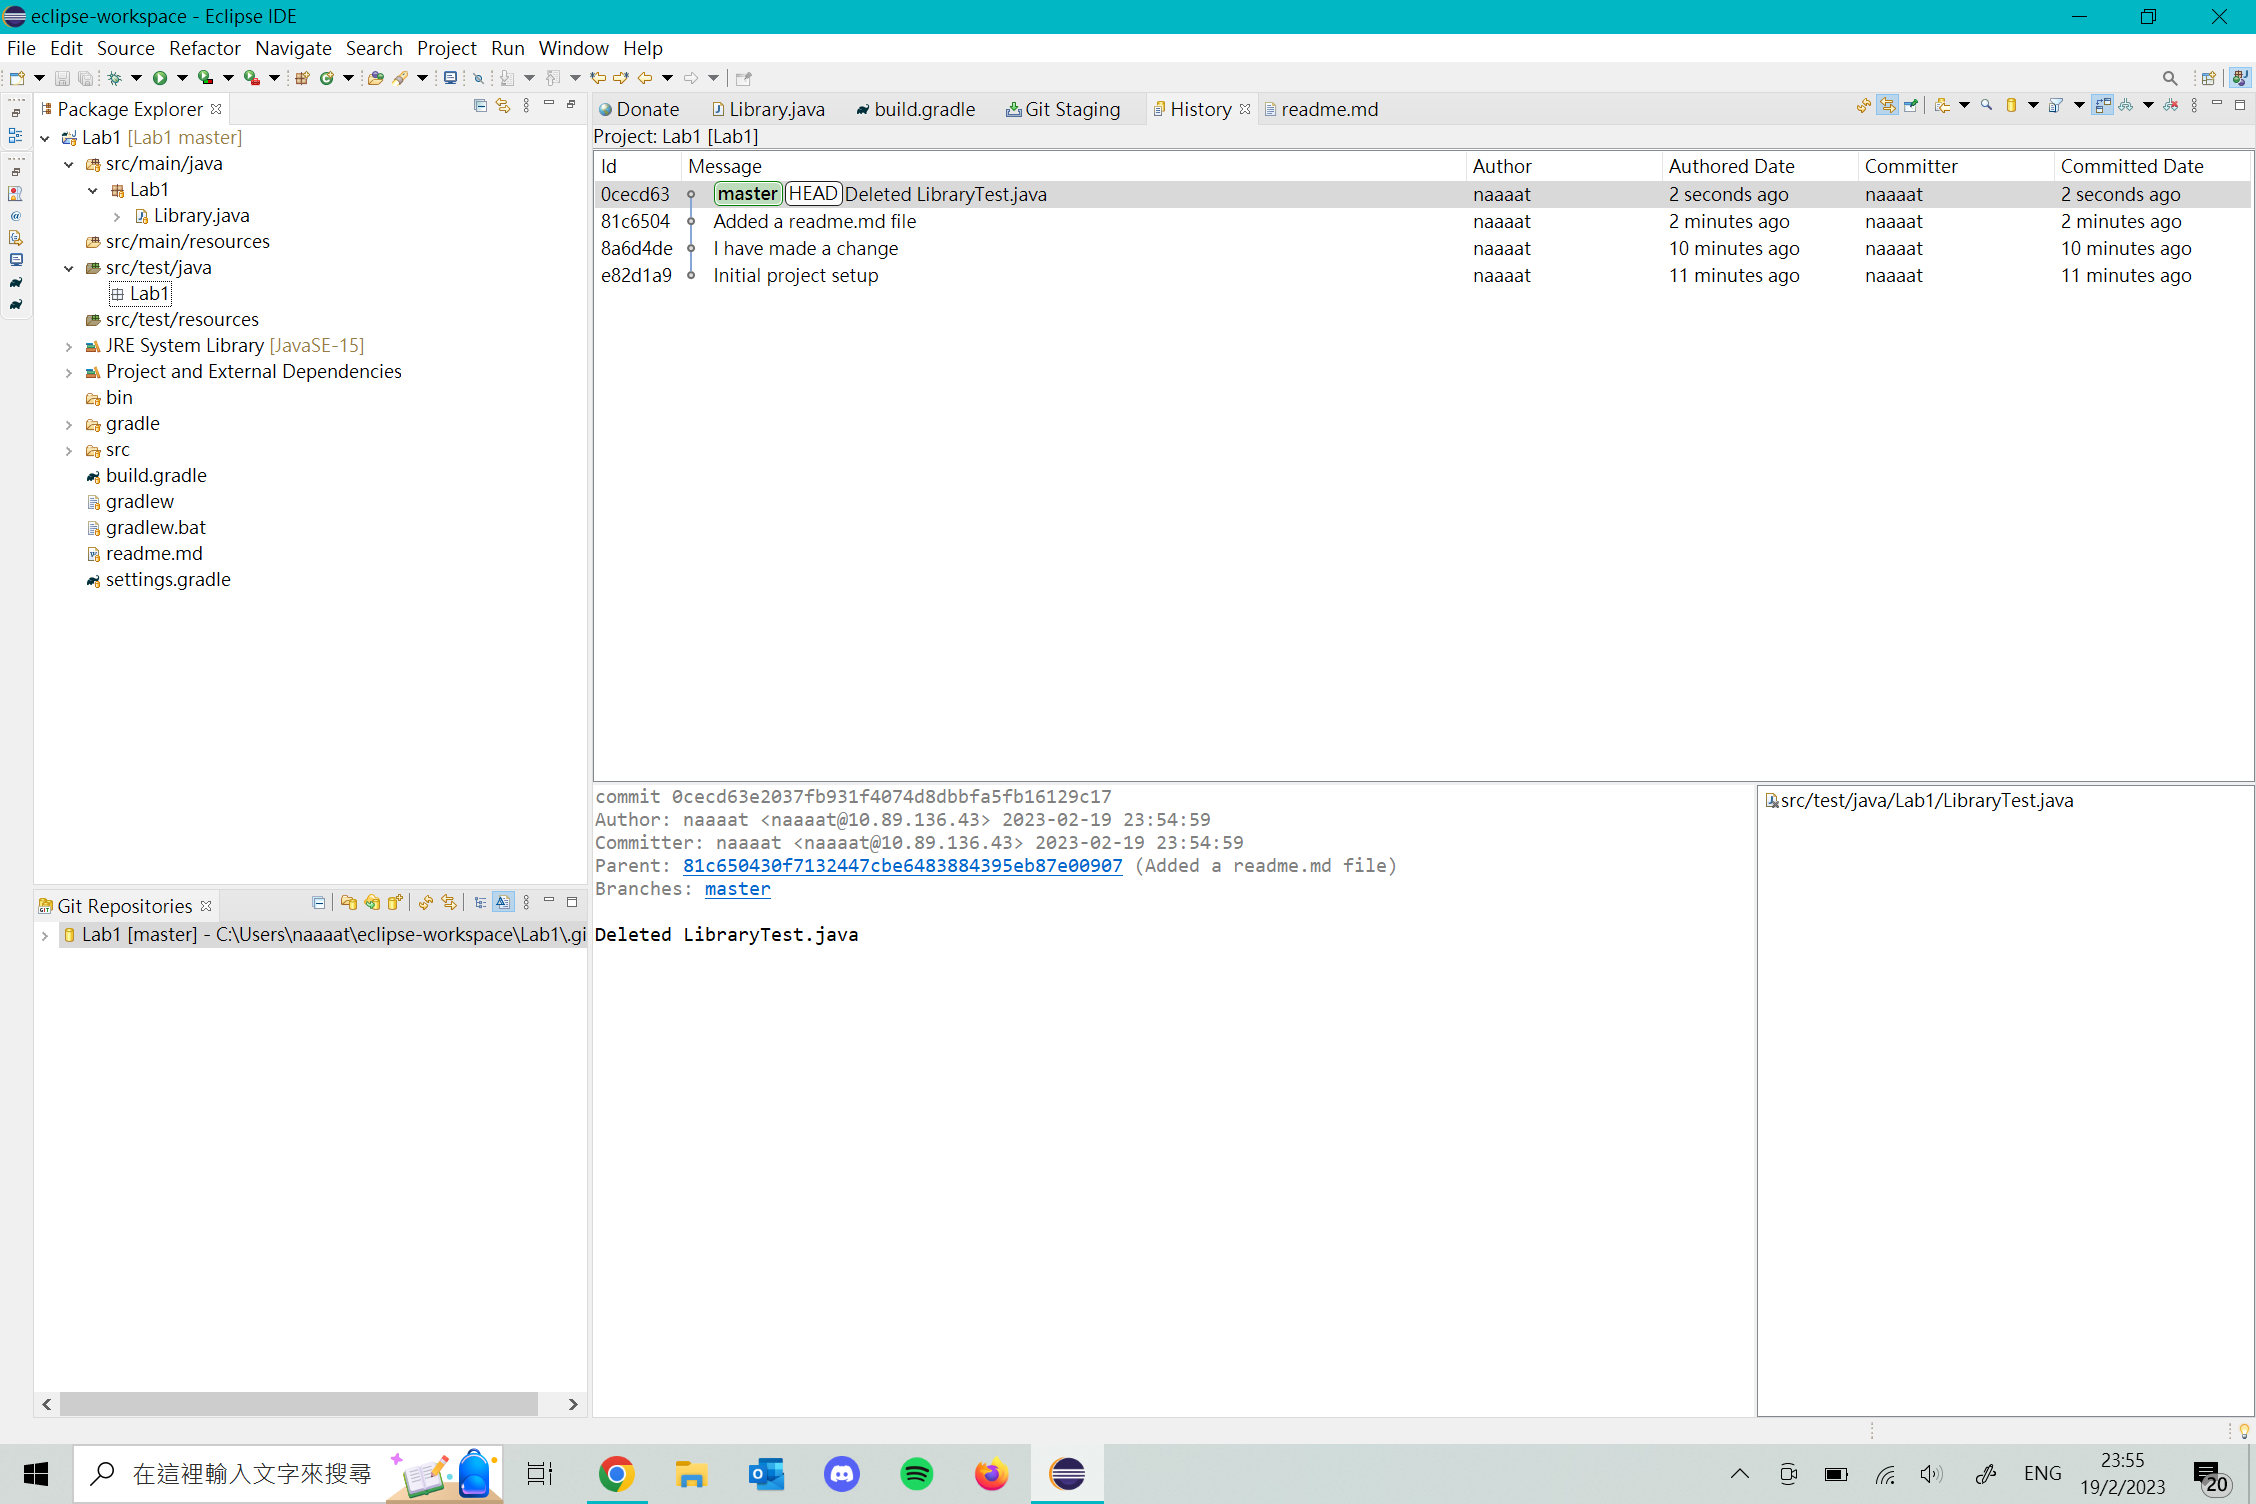 eclipse-workspace - Eclipse IDE
File Edit Source Refactor Navigate Search Project Run Window Help
Package Explorer
Lab1 [Lab1 master]
src/main/java
Lab1
Library.java
src/main/resources
src/test/java
Lab1
src/test/resources
JRE System Library [JavaSE-15]
Project and External Dependencies
bin
gradle
src
build.gradle
gradlew
gradlew.bat
readme.md
settings.gradle
Git Repositories
Lab1 [master] - C:\Users\naaaat\eclipse-workspace\Lab1\.gi
Donate Library.java build.gradle Git Staging History readme.md
Project: Lab1 [Lab1]
Id Message Author Authored Date Committer Committed Date
0cecd63 master HEAD Deleted LibraryTest.java naaaat 2 seconds ago naaaat 2 seconds ago
81c6504 Added a readme.md file naaaat 2 minutes ago naaaat 2 minutes ago
8a6d4de I have made a change naaaat 10 minutes ago naaaat 10 minutes ago
e82d1a9 Initial project setup naaaat 11 minutes ago naaaat 11 minutes ago
commit 0cecd63e2037fb931f4074d8dbbfa5fb16129c17
Author: naaaat <naaaat@10.89.136.43> 2023-02-19 23:54:59
Committer: naaaat <naaaat@10.89.136.43> 2023-02-19 23:54:59
Parent: 81c650430f7132447cbe6483884395eb87e00907 (Added a readme.md file)
Branches: master
Deleted LibraryTest.java
src/test/java/Lab1/LibraryTest.java
在這裡輸入文字來搜尋
ENG
23:55
19/2/2023
20